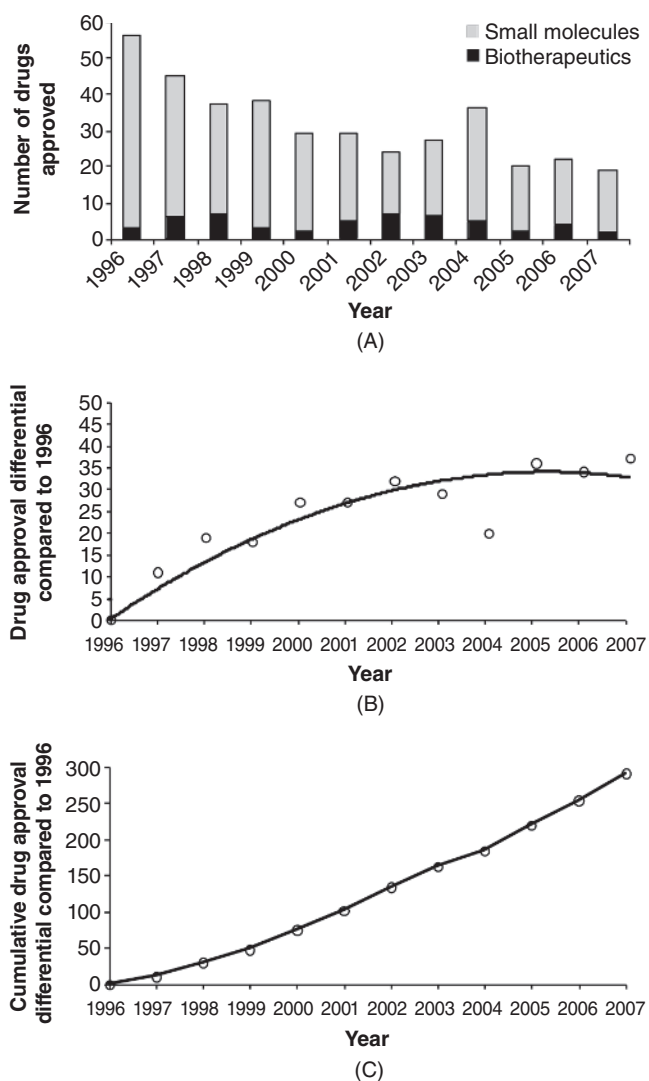 Small molecules
Biotherapeutics
Number of drugs
approved
60
50
40
30
20
10
0
1996
1997
1998
1999
2000
2001
2002
2003
2004
2005
2006
2007
Year
(A)
Drug approval differential
compared to 1996
50
45
40
35
30
25
20
15
10
5
0
1996 1997 1998 1999 2000 2001 2002 2003 2004 2005 2006 2007
Year
(B)
Cumulative drug approval
differential compared to 1996
300
250
200
150
100
50
0
1996 1997 1998 1999 2000 2001 2002 2003 2004 2005 2006 2007
Year
(C)